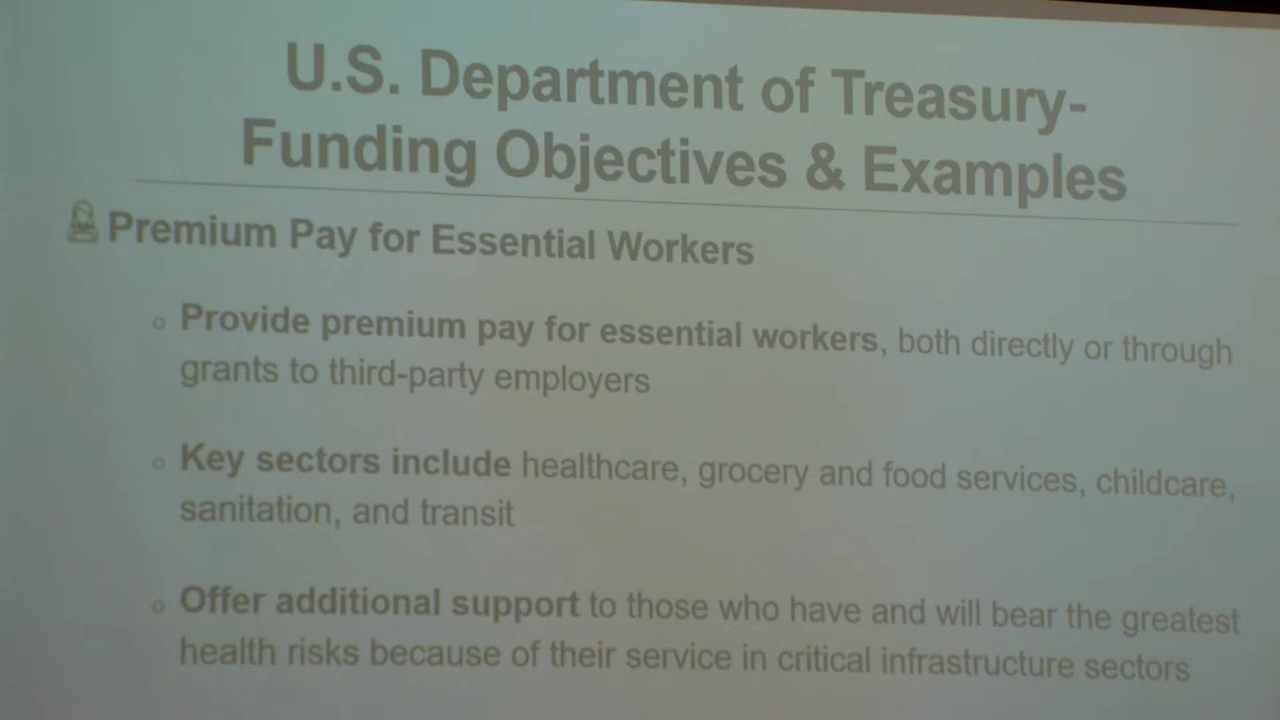 U.S. Department of Treasury-
Funding Objectives & Examples
Premium Pay for Essential Workers
o Provide premium pay for essential workers, both directly or through
grants to third-party employers
o Key sectors include healthcare, grocery and food services, childcare,
sanitation, and transit
o Offer additional support to those who have and will bear the greatest
health risks because of their service in critical infrastructure sectors